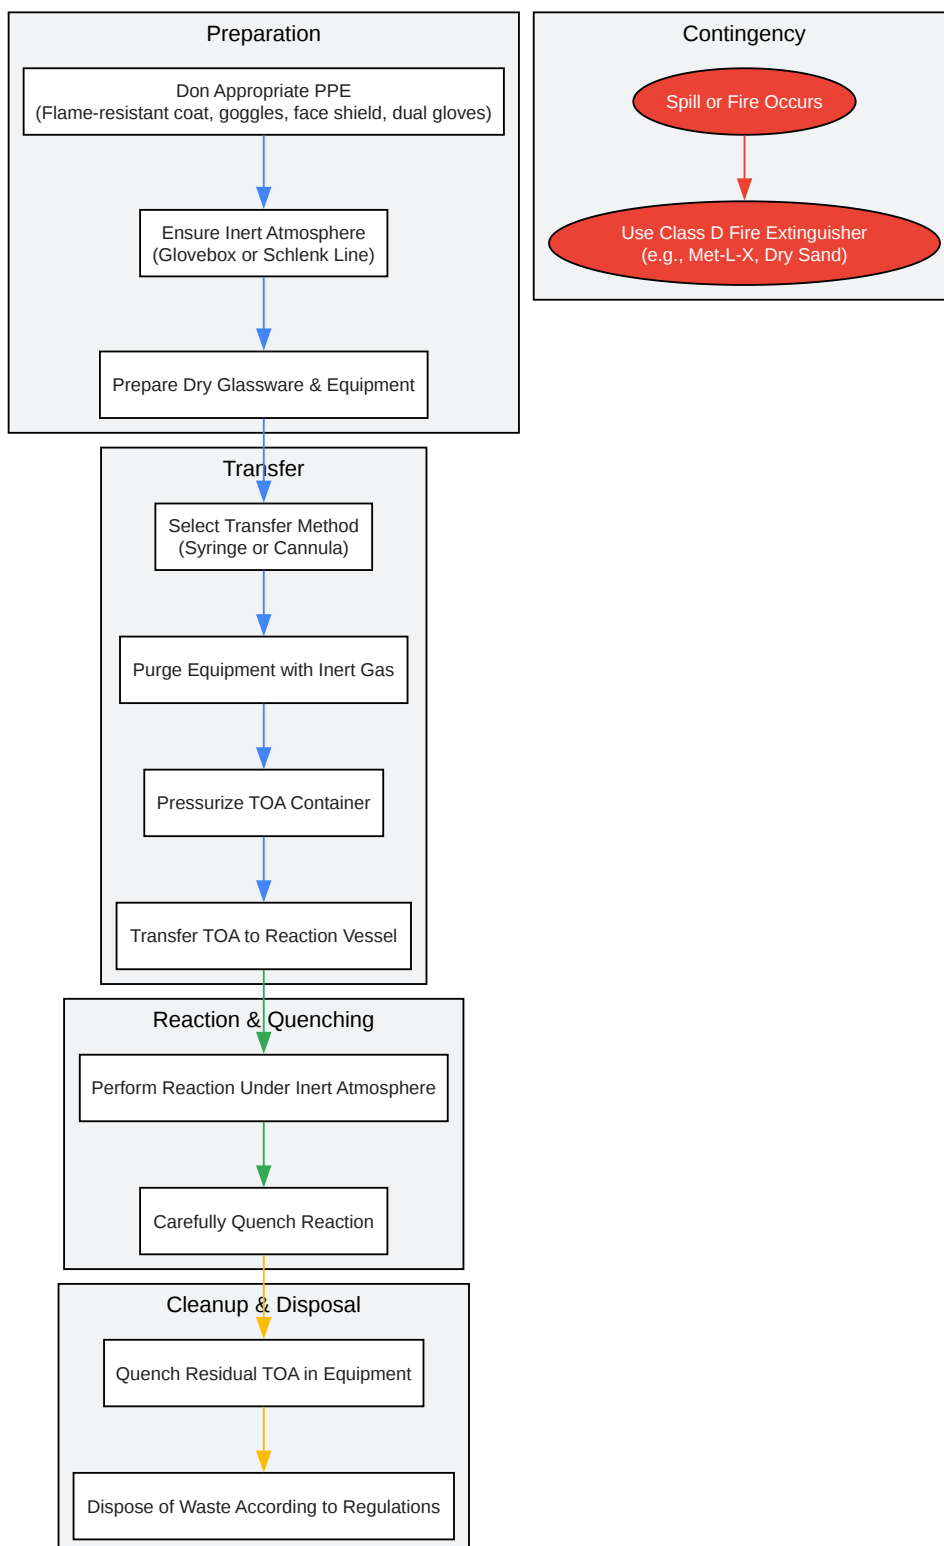 Preparation
Don Appropriate PPE
(Flame-resistant coat, goggles, face shield, dual gloves)
Ensure Inert Atmosphere
(Glovebox or Schlenk Line)
Prepare Dry Glassware & Equipment
Transfer
Select Transfer Method
(Syringe or Cannula)
Purge Equipment with Inert Gas
Pressurize TOA Container
Transfer TOA to Reaction Vessel
Reaction & Quenching
Perform Reaction Under Inert Atmosphere
Carefully Quench Reaction
Cleanup & Disposal
Quench Residual TOA in Equipment
Dispose of Waste According to Regulations
Contingency
Spill or Fire Occurs
Use Class D Fire Extinguisher
(e.g., Met-L-X, Dry Sand)